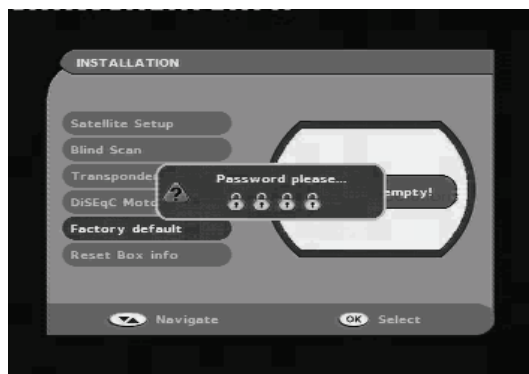 INSTALLATION
Satellite Setup
Blind Scan
Password please...
empty!
Factory default
Reset Box info
Navigate
OK Select